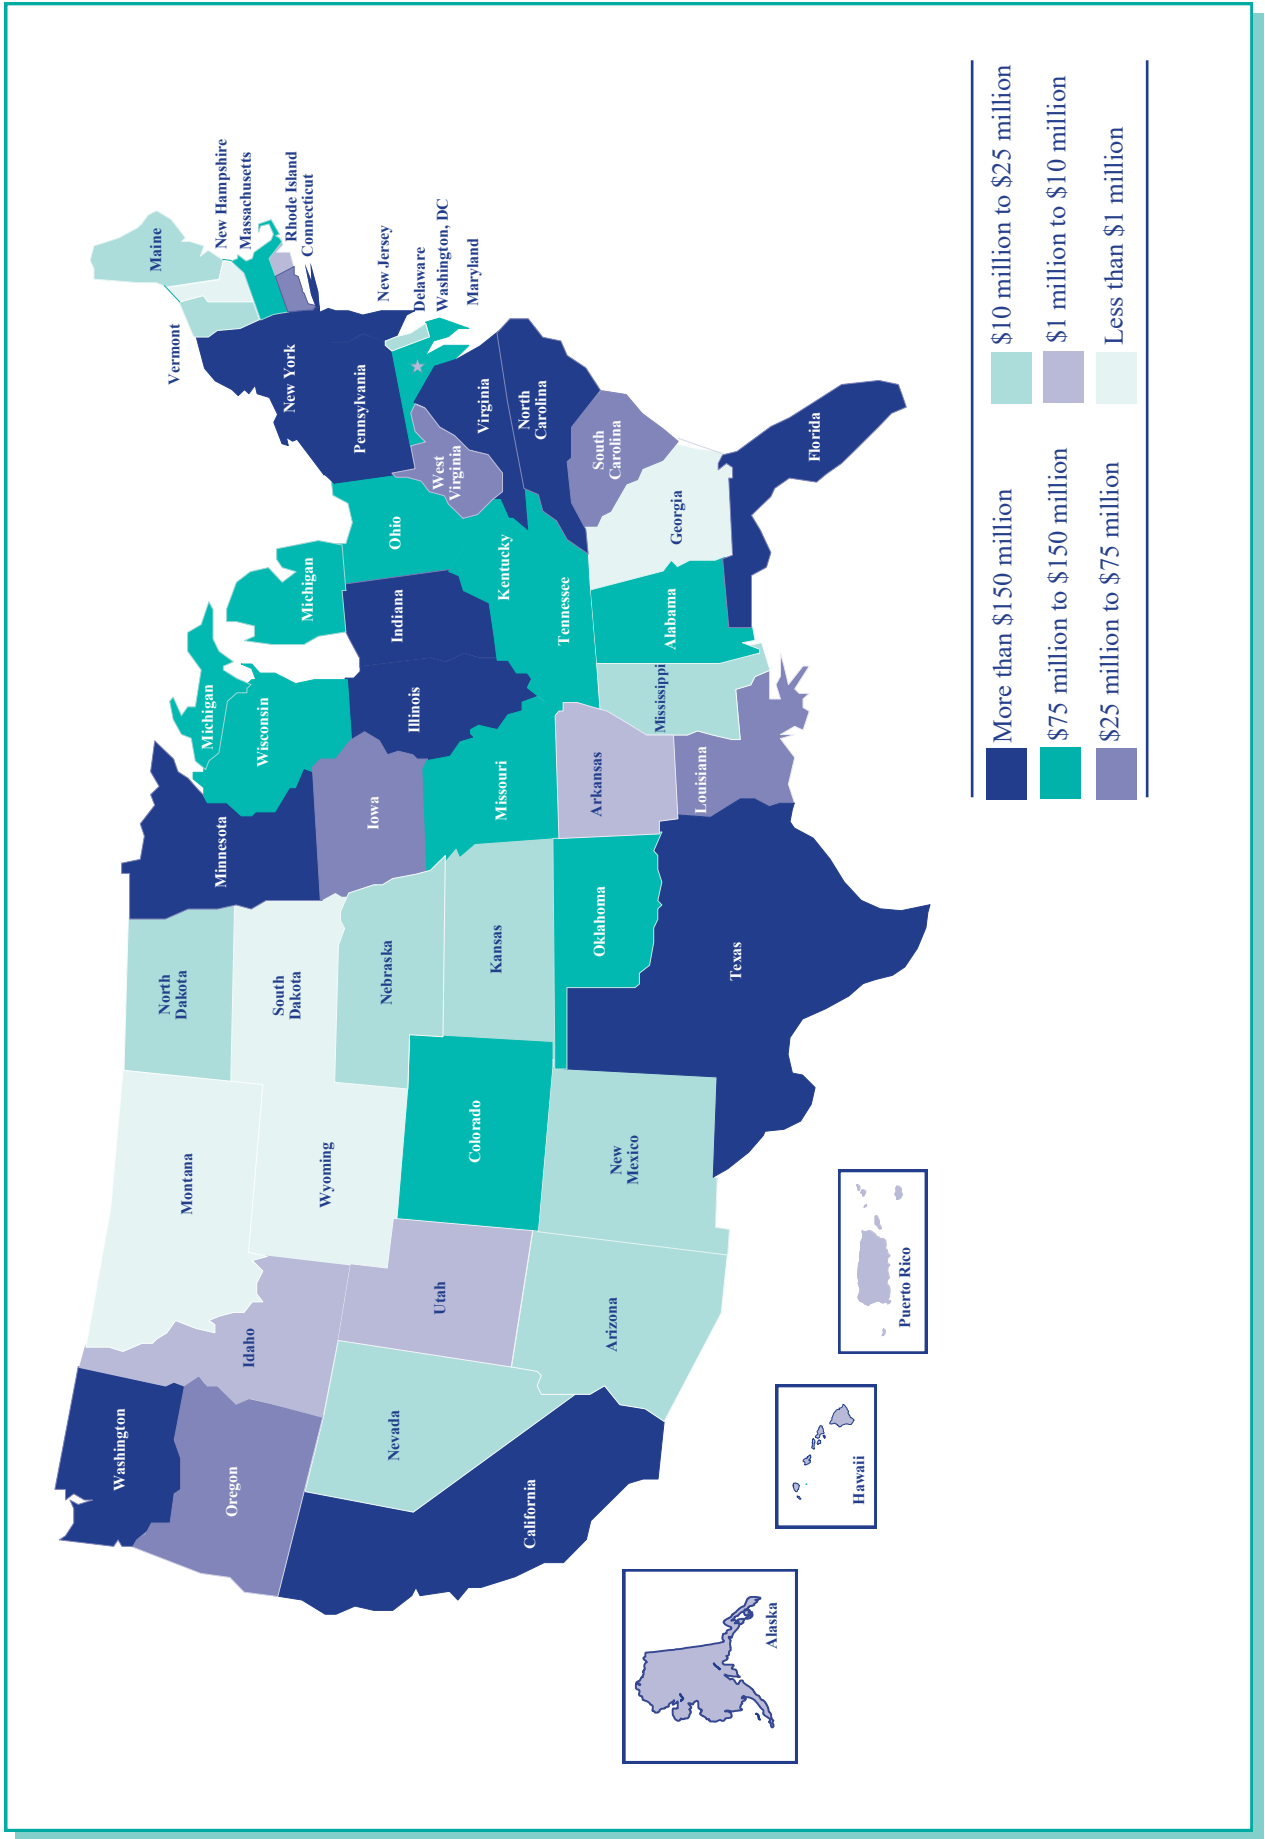 Washington
Oregon
California
Idaho
Nevada
Montana
Wyoming
Utah
Arizona
Colorado
New
Mexico
North
Dakota
South
Dakota
Nebraska
Kansas
Oklahoma
Texas
Minnesota
Iowa
Missouri
Arkansas
Louisiana
Wisconsin
Michigan
Illinois
Mississippi
Michigan
Indiana
Kentucky
Tennessee
Alabama
Ohio
Georgia
West
Virginia
Virginia
North
Carolina
South
Carolina
Florida
Pennsylvania
New York
Vermont
Maine
New Hampshire
Massachusetts
Rhode Island
Connecticut
New Jersey
Delaware
Washington, DC
Maryland
Alaska
Hawaii
Puerto Rico
More than $150 million
$75 million to $150 million
$25 million to $75 million
$10 million to $25 million
$1 million to $10 million
Less than $1 million